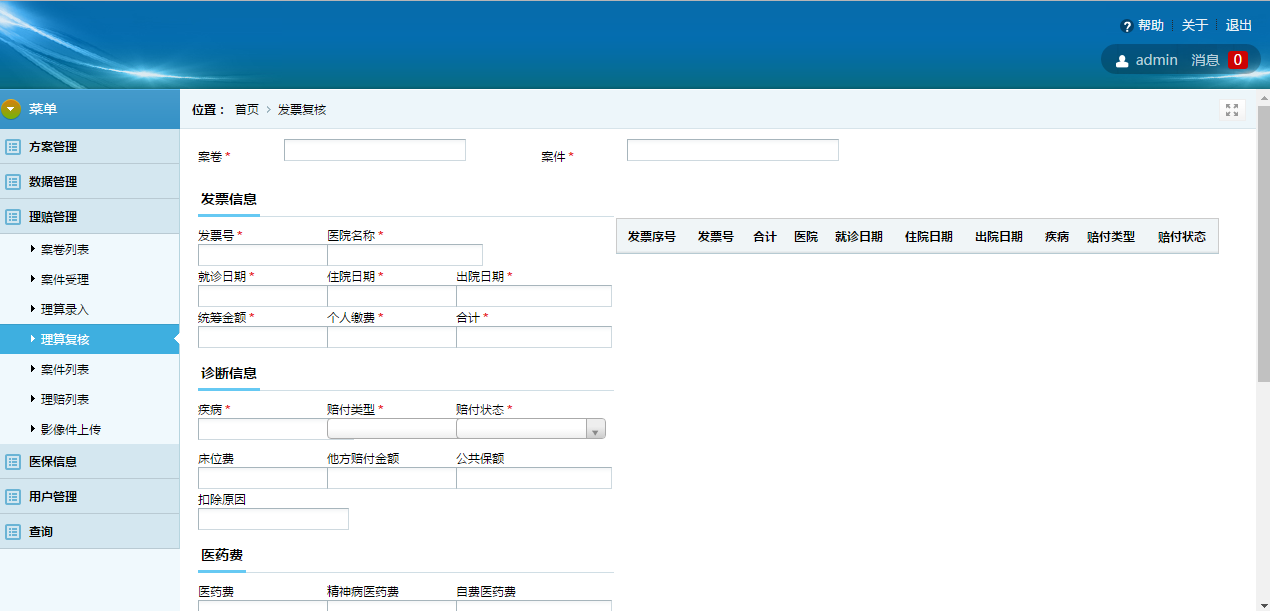 ? 帮助 关于 退出
admin 消息 0
菜单
位置： 首页 > 发票复核
方案管理
数据管理
理赔管理
案卷列表
案件受理
理算录入
理算复核
案件列表
理赔列表
影像件上传
医保信息
用户管理
查询
案卷 * 案件 *
发票信息
发票号 * 医院名称 *
就诊日期 * 住院日期 * 出院日期 *
统筹金额 * 个人缴费 * 合计 *
诊断信息
疾病 * 赔付类型 * 赔付状态 *
床位费 他方赔付金额 公共保额
扣除原因
医药费
医药费 精神病医药费 自费医药费
发票序号 发票号 合计 医院 就诊日期 住院日期 出院日期 疾病 赔付类型 赔付状态